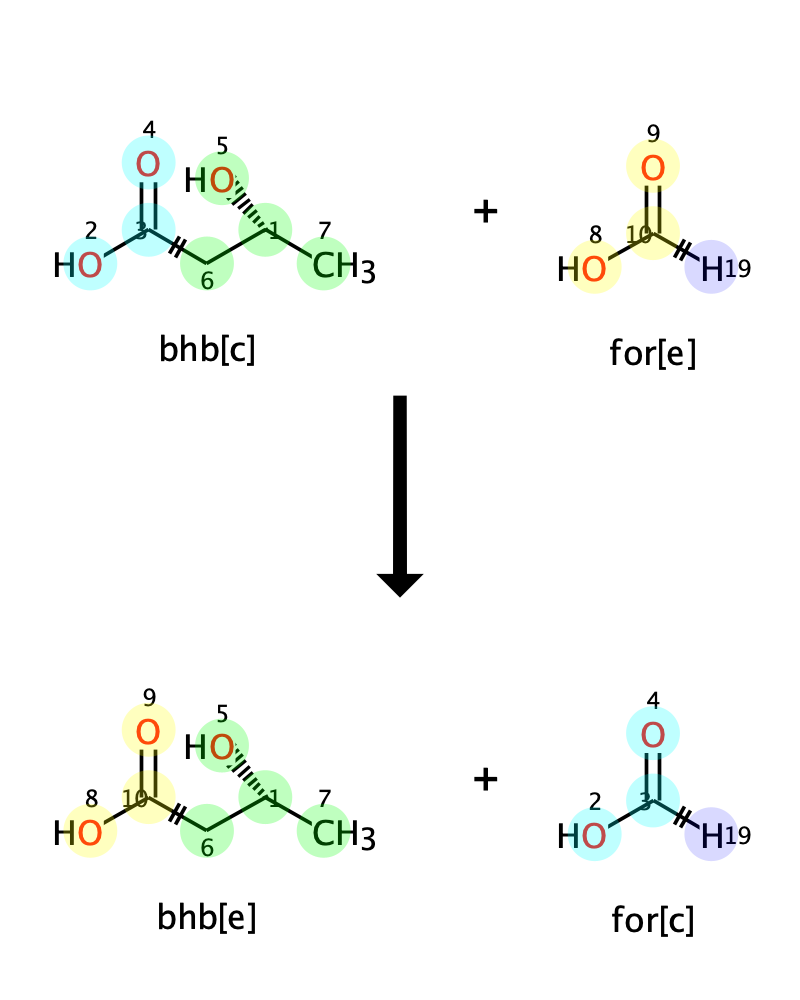 4 5 9
O HO O
+
2 3 1 7 8 10
HO 6 CH3 HO H19
bhb[c] for[e]
9 5 4
O HO O
+
8 10 1 7 2 3
HO 6 CH3 HO H19
bhb[e] for[c]